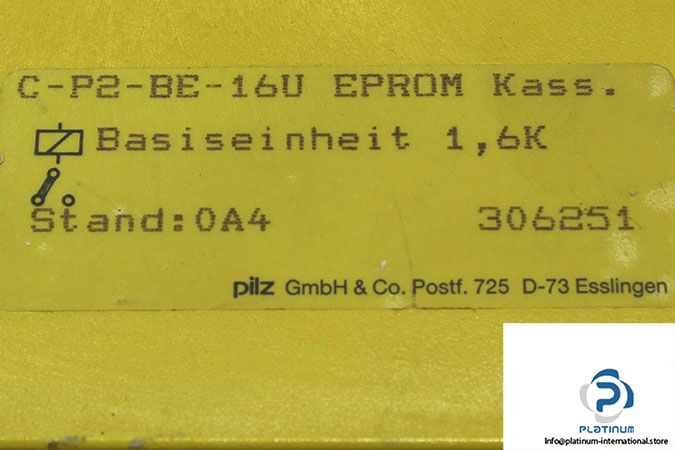 C-P2-BE-16U EPROM Kass.
Basiseinheit 1,6K
Stand:0A4 306251
pilz GmbH & Co. Postf. 725 D-73 Esslingen
PLATINUM
Info@platinum-international.store